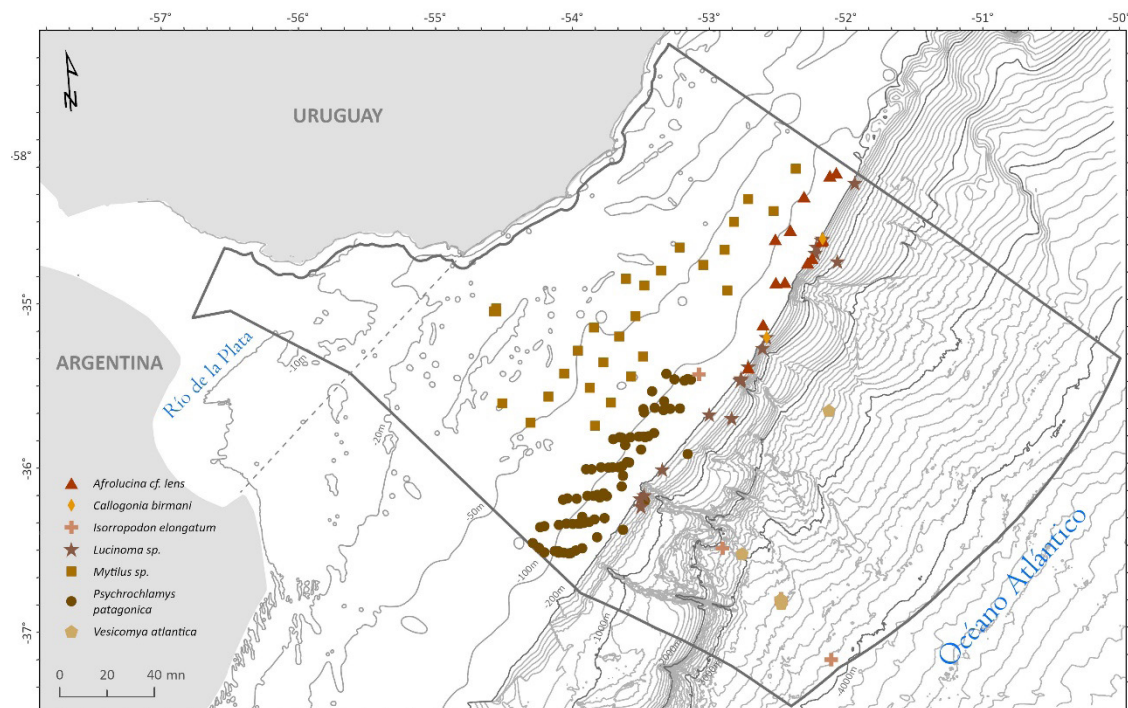 -57° -56° -55° -54° -53° -52° -51° -50°
N
URUGUAY
-58°
-35°
ARGENTINA
Río de la Plata
-10m
-20m
-36°
Afrolucina cf. lens
Callogonia birmani
Isorropodon elongatum
Lucinoma sp.
Mytilus sp.
Psychrochlamys
patagonica
Vesicomya atlantica
-50m
-100m
-200m
-1000m
-4000m
-37°
Océano Atlántico
0 20 40 mn